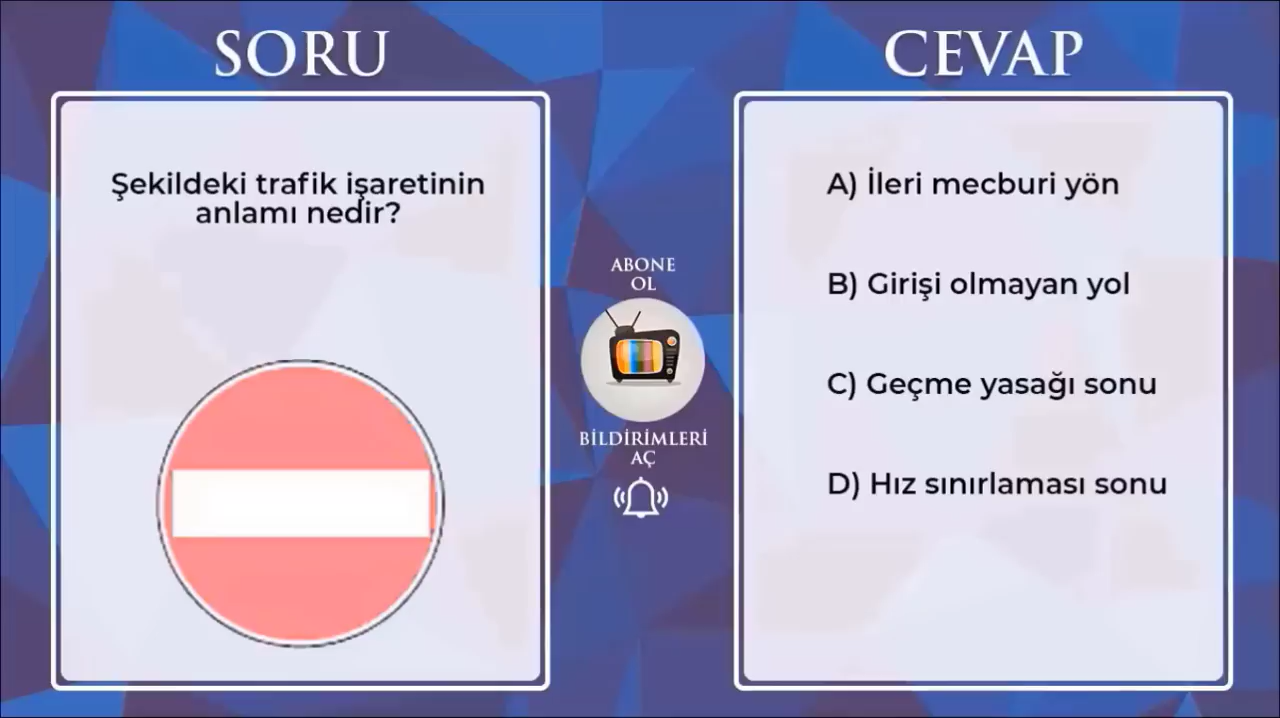 SORU
Şekildeki trafik işaretinin
anlamı nedir?
ABONE
OL
BİLDİRİMLERİ
AÇ
CEVAP
A) İleri mecburi yön
B) Girişi olmayan yol
C) Geçme yasağı sonu
D) Hız sınırlaması sonu